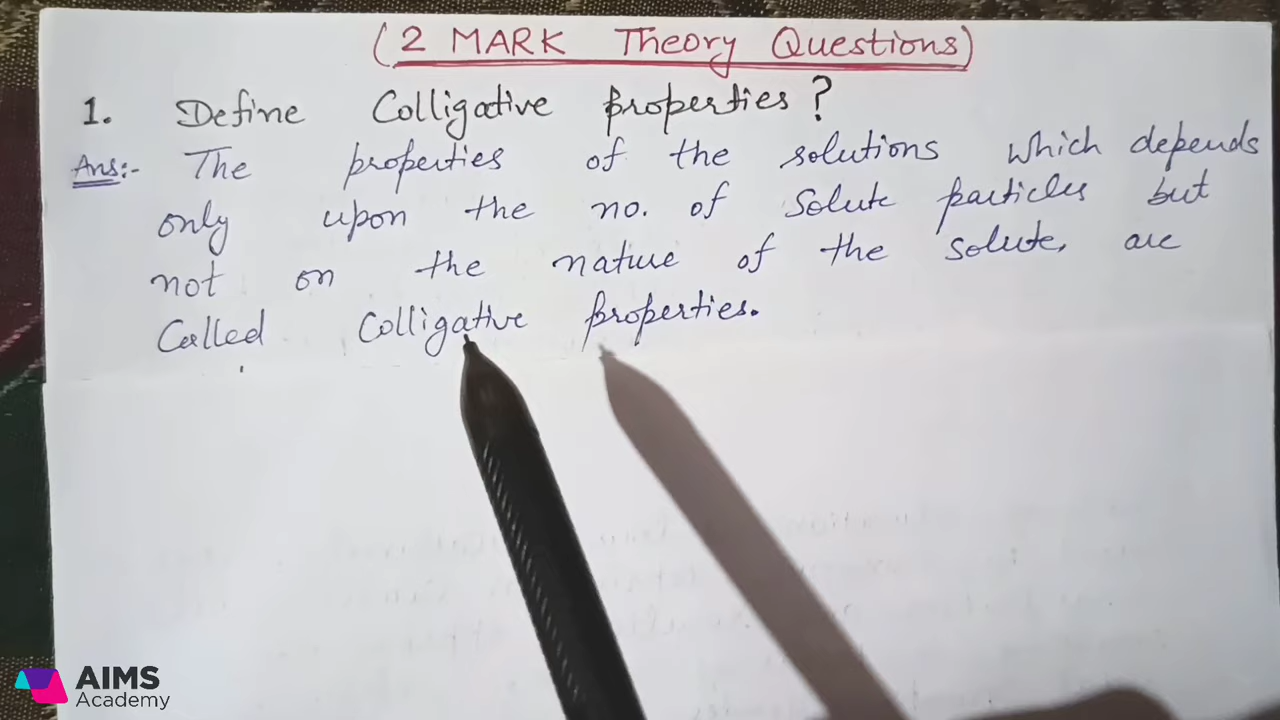 (2 MARK Theory Questions)
1. Define Colligative properties?
Ans:- The properties of the solutions which depends
only upon the no. of Solute particles but
not on the nature of the solute, are
Called Colligative properties.
AIMS
Academy